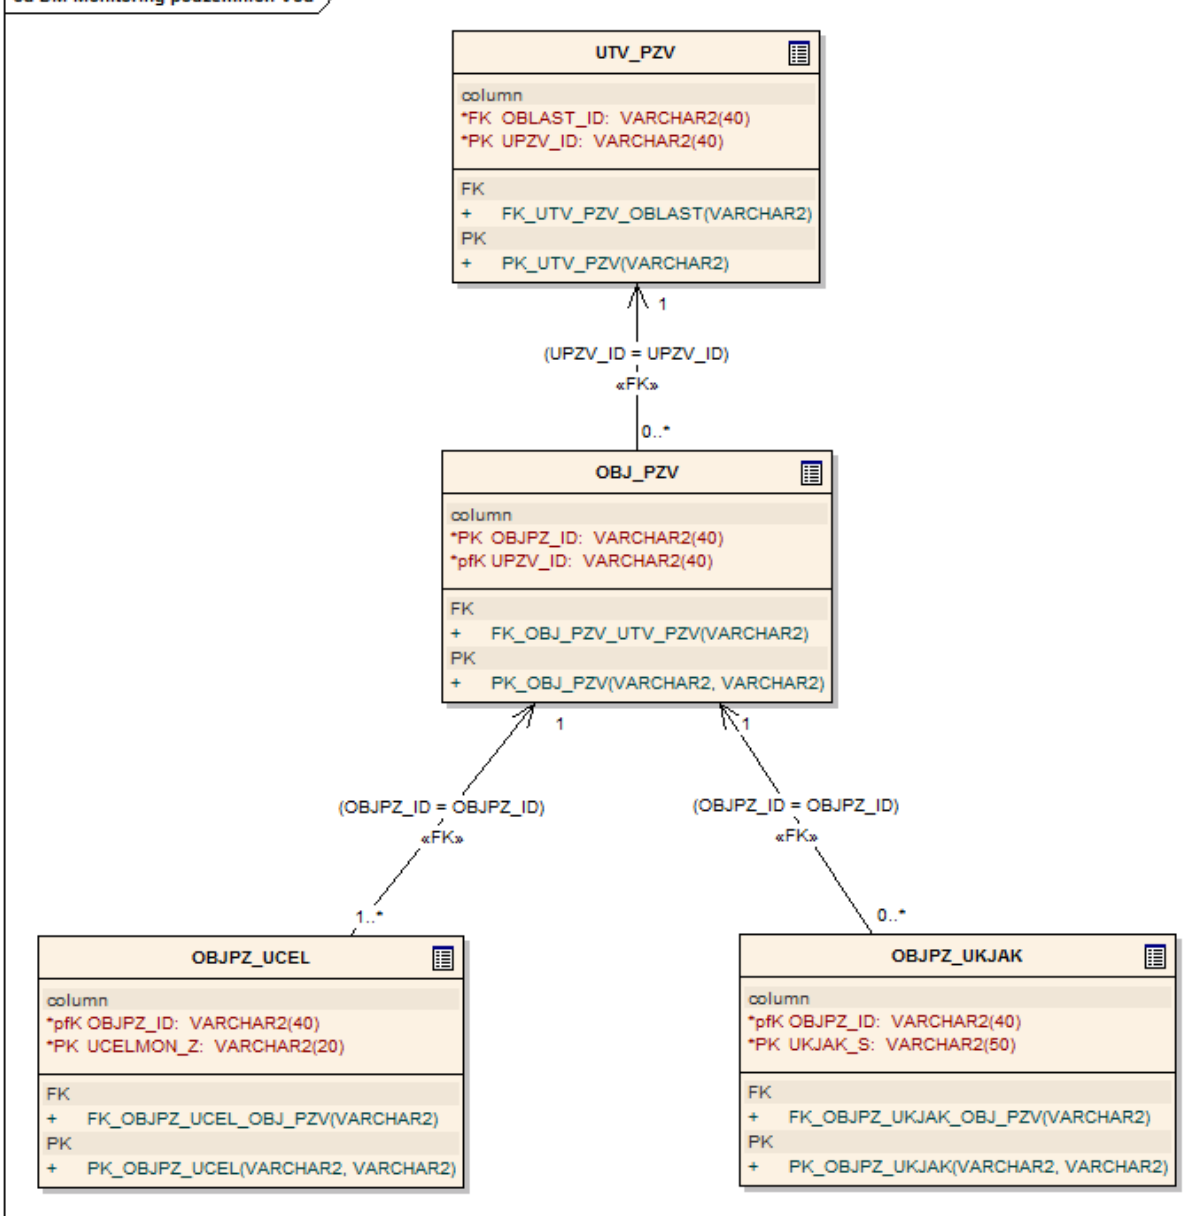 UTV_PZV
column
*FK OBLAST_ID: VARCHAR2(40)
*PK UPZV_ID: VARCHAR2(40)
FK
+ FK_UTV_PZV_OBLAST(VARCHAR2)
PK
+ PK_UTV_PZV(VARCHAR2)
1
(UPZV_ID = UPZV_ID)
«FK»
0..*
OBJ_PZV
column
*PK OBJPZ_ID: VARCHAR2(40)
*pfK UPZV_ID: VARCHAR2(40)
FK
+ FK_OBJ_PZV_UTV_PZV(VARCHAR2)
PK
+ PK_OBJ_PZV(VARCHAR2, VARCHAR2)
1
(OBJPZ_ID = OBJPZ_ID)
«FK»
1..*
1
(OBJPZ_ID = OBJPZ_ID)
«FK»
0..*
OBJPZ_UCEL
column
*pfK OBJPZ_ID: VARCHAR2(40)
*PK UCELMON_Z: VARCHAR2(20)
FK
+ FK_OBJPZ_UCEL_OBJ_PZV(VARCHAR2)
PK
+ PK_OBJPZ_UCEL(VARCHAR2, VARCHAR2)
OBJPZ_UKJAK
column
*pfK OBJPZ_ID: VARCHAR2(40)
*PK UKJAK_S: VARCHAR2(50)
FK
+ FK_OBJPZ_UKJAK_OBJ_PZV(VARCHAR2)
PK
+ PK_OBJPZ_UKJAK(VARCHAR2, VARCHAR2)